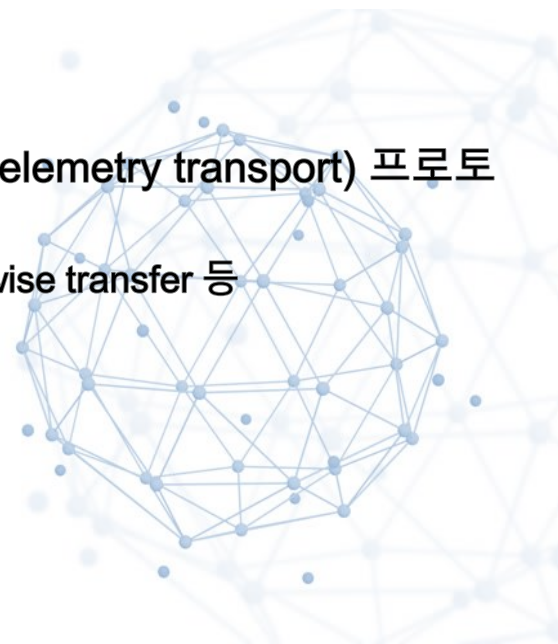 elemetry transport) 프로토
wise transfer 등